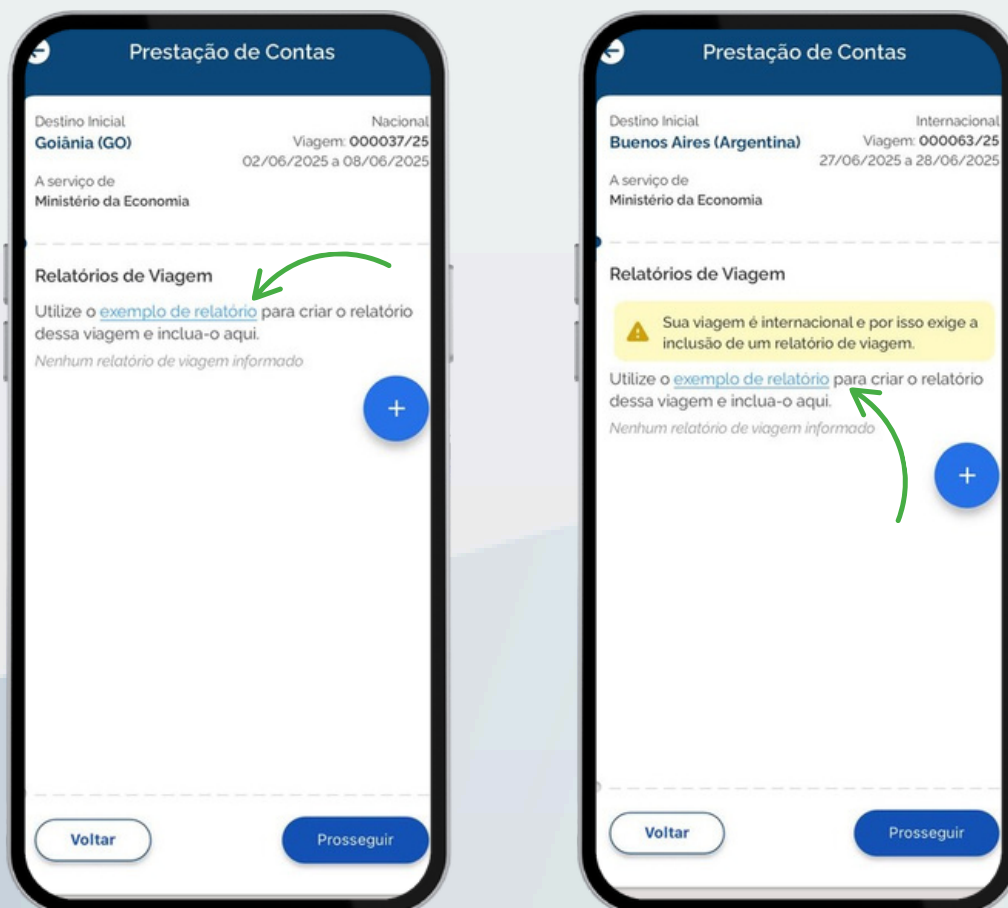 Prestação de Contas
Destino Inicial
Nacional
Goiânia (GO)
Viagem: 000037/25
02/06/2025 a 08/06/2025
A serviço de
Ministério da Economia
Relatórios de Viagem
Utilize o exemplo de relatório para criar o relatório
dessa viagem e inclua-o aqui.
Nenhum relatório de viagem informado
+
Voltar
Prosseguir
Prestação de Contas
Destino Inicial
Internacional
Buenos Aires (Argentina)
Viagem: 000063/25
27/06/2025 a 28/06/2025
A serviço de
Ministério da Economia
Relatórios de Viagem
Sua viagem é internacional e por isso exige a
inclusão de um relatório de viagem.
Utilize o exemplo de relatório para criar o relatório
dessa viagem e inclua-o aqui.
Nenhum relatório de viagem informado
+
Voltar
Prosseguir